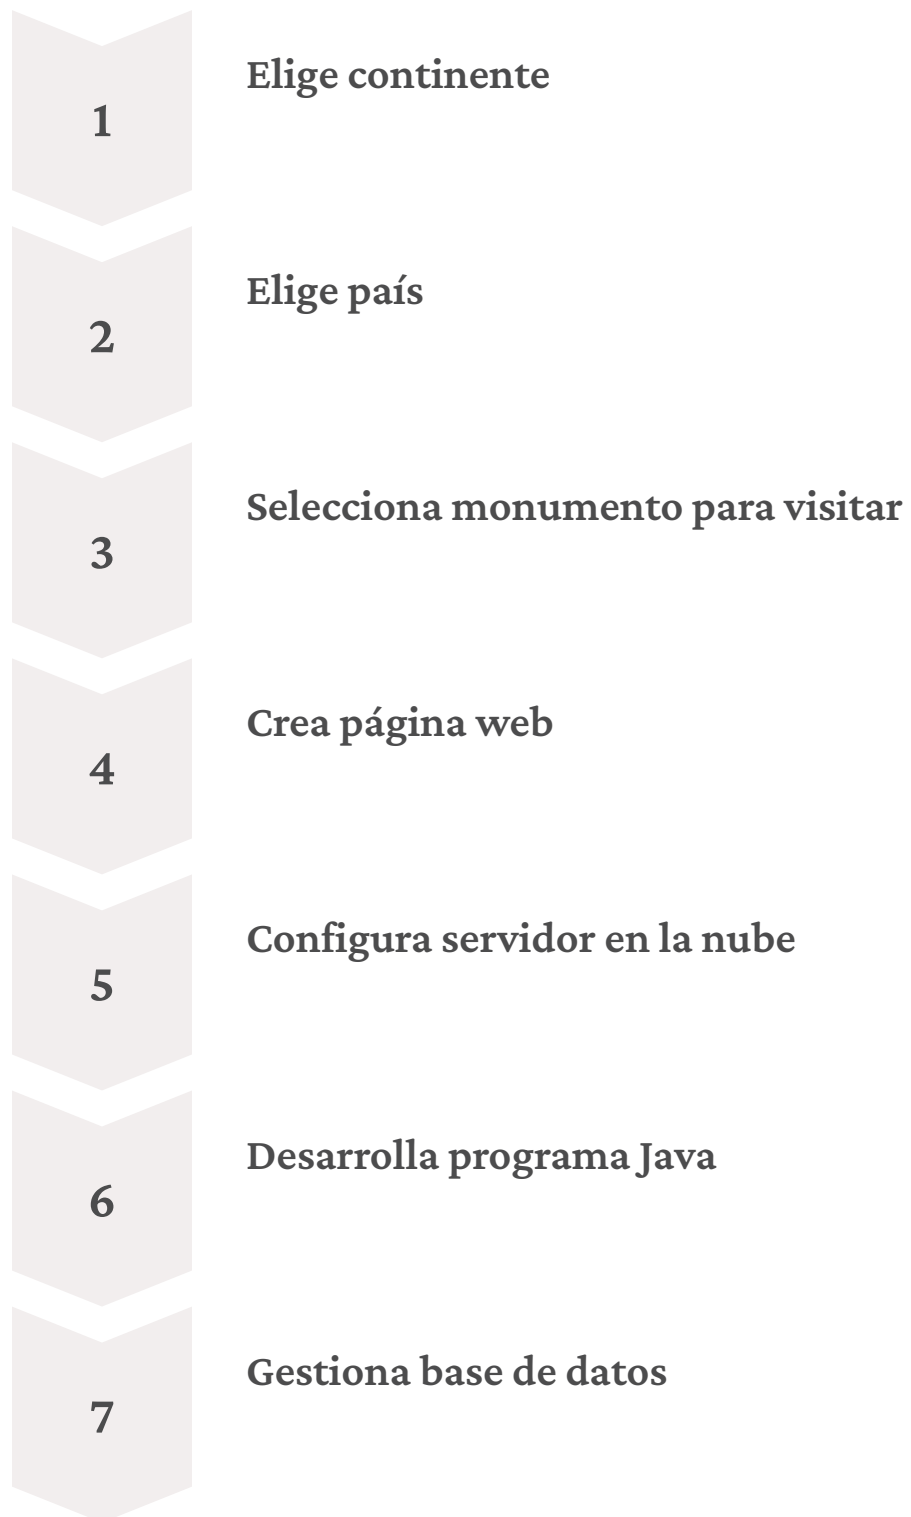 Elige continente
1
Elige país
2
Selecciona monumento para visitar
3
Crea página web
4
Configura servidor en la nube
5
Desarrolla programa Java
6
Gestiona base de datos
7